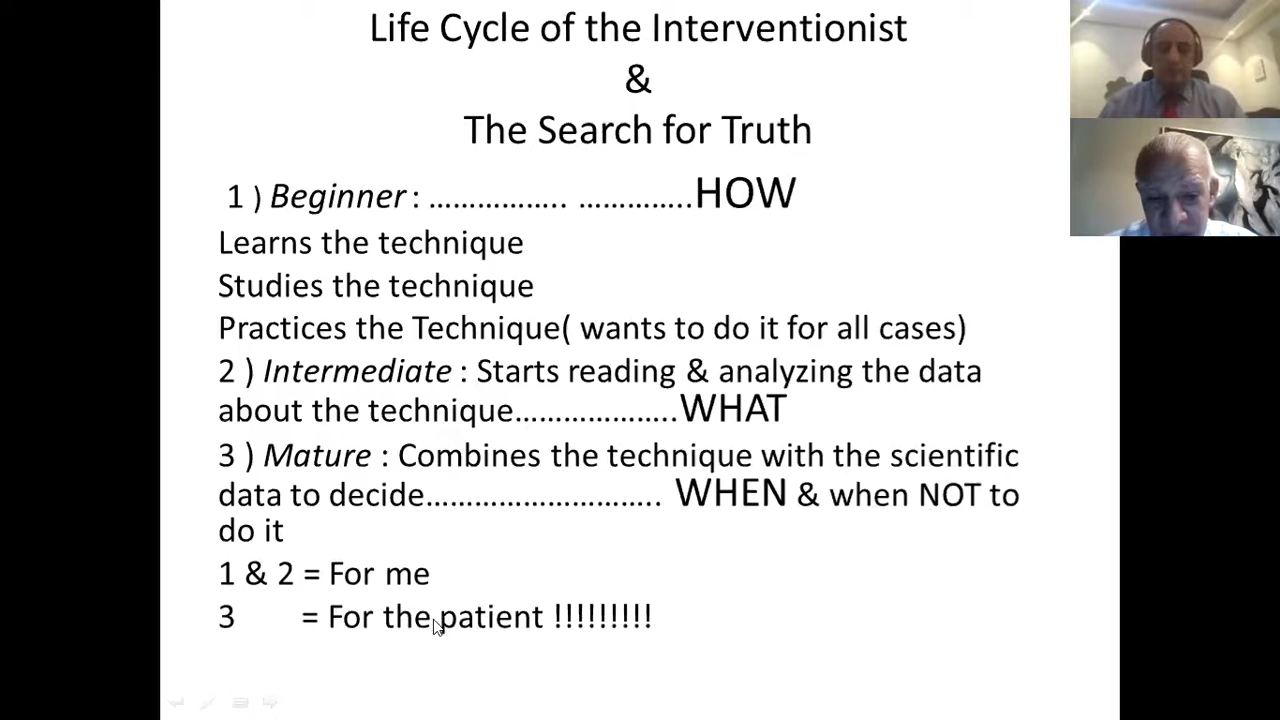 Life Cycle of the Interventionist
&
The Search for Truth
1 ) Beginner : …………….. …………..HOW
Learns the technique
Studies the technique
Practices the Technique( wants to do it for all cases)
2 ) Intermediate : Starts reading & analyzing the data
about the technique………………..WHAT
3 ) Mature : Combines the technique with the scientific
data to decide……………………….. WHEN & when NOT to
do it
1 & 2 = For me
3 = For the patient !!!!!!!!!